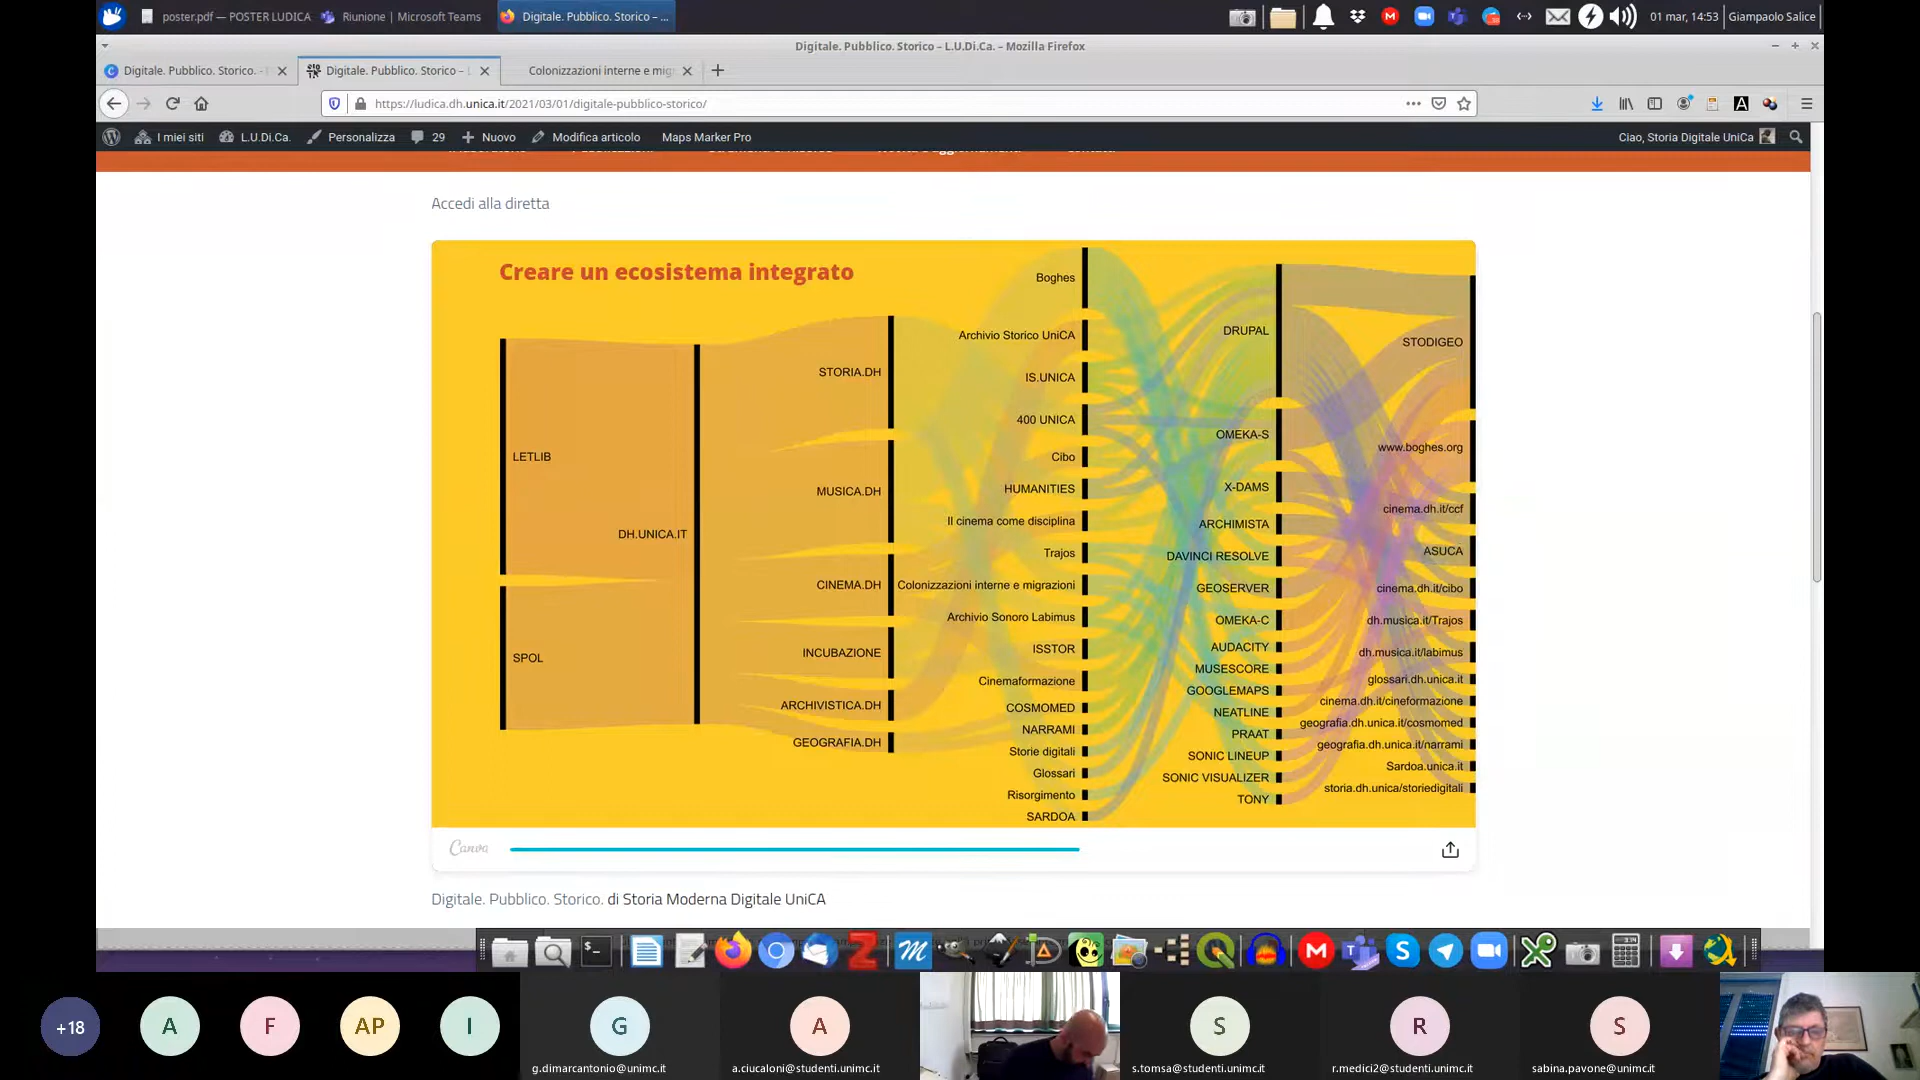 poster.pdf — POSTER LUDICA
Riunione | Microsoft Teams
Digitale. Pubblico. Storico – ...
01 mar, 14:53
Giampaolo Salice
Digitale. Pubblico. Storico – L.U.Di.Ca. – Mozilla Firefox
Digitale. Pubblico. Storico. -
Digitale. Pubblico. Storico –
Colonizzazioni interne e mig
https://ludica.dh.unica.it/2021/03/01/digitale-pubblico-storico/
I miei siti
L.U.Di.Ca.
Personalizza
29
Nuovo
Modifica articolo
Maps Marker Pro
Ciao, Storia Digitale UniCa
Accedi alla diretta
Creare un ecosistema integrato
LETLIB
SPOL
DH.UNICA.IT
STORIA.DH
MUSICA.DH
CINEMA.DH
INCUBAZIONE
ARCHIVISTICA.DH
GEOGRAFIA.DH
Boghes
Archivio Storico UniCA
IS.UNICA
400 UNICA
Cibo
HUMANITIES
Il cinema come disciplina
Trajos
Colonizzazioni interne e migrazioni
Archivio Sonoro Labimus
ISSTOR
Cinemaformazione
COSMOMED
NARRAMI
Storie digitali
Glossari
Risorgimento
SARDOA
DRUPAL
OMEKA-S
X-DAMS
ARCHIMISTA
DAVINCI RESOLVE
GEOSERVER
OMEKA-C
AUDACITY
MUSESCORE
GOOGLEMAPS
NEATLINE
PRAAT
SONIC LINEUP
SONIC VISUALIZER
TONY
STODIGEO
www.boghes.org
cinema.dh.it/ccf
ASUCA
cinema.dh.it/cibo
dh.musica.it/Trajos
dh.musica.it/labimus
glossari.dh.unica.it
cinema.dh.it/cineformazione
geografia.dh.unica.it/cosmomed
geografia.dh.unica.it/narrami
Sardoa.unica.it
storia.dh.unica/storiedigitali
Canva
Digitale. Pubblico. Storico. di Storia Moderna Digitale UniCA
+18
A
F
AP
I
G
g.dimarcantonio@unimc.it
A
a.ciucaloni@studenti.unimc.it
S
s.tomsa@studenti.unimc.it
R
r.medici2@studenti.unimc.it
S
sabina.pavone@unimc.it